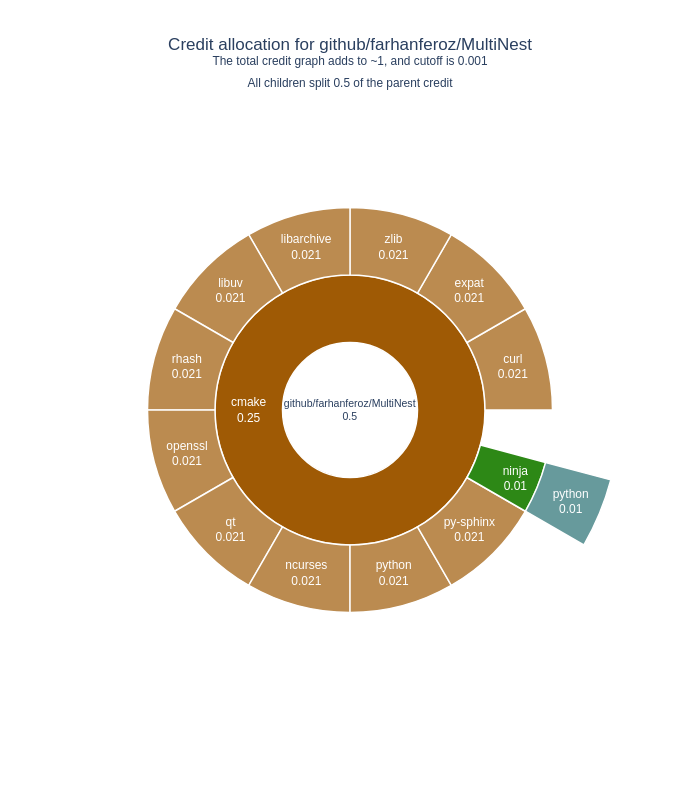 Credit allocation for github/farhanferoz/MultiNest
The total credit graph adds to ~1, and cutoff is 0.001
All children split 0.5 of the parent credit
libarchive
0.021
zlib
0.021
libuv
0.021
expat
0.021
rhash
0.021
curl
0.021
cmake
0.25
github/farhanferoz/MultiNest
0.5
openssl
0.021
ninja
0.01
python
0.01
qt
0.021
py-sphinx
0.021
ncurses
0.021
python
0.021